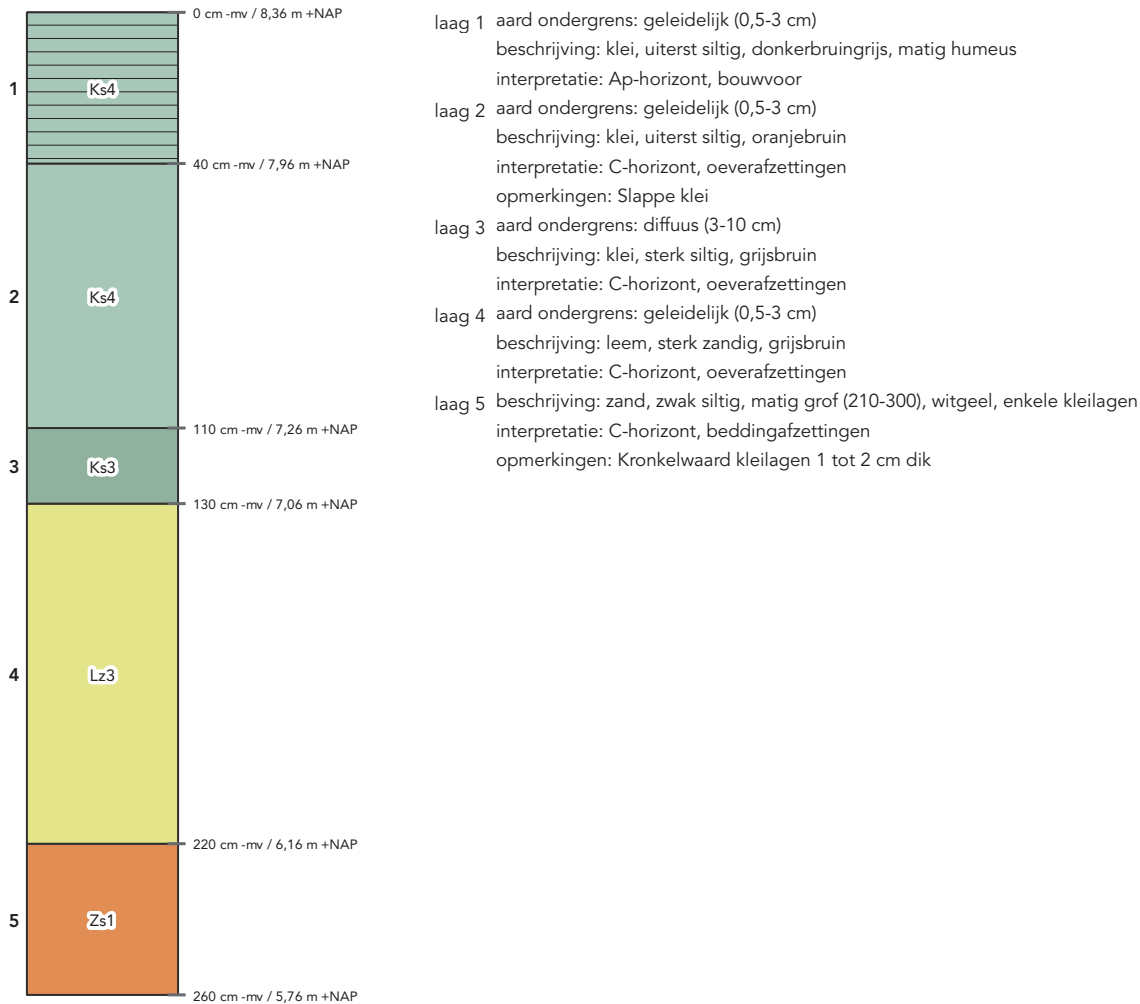 0 cm -mv / 8,36 m +NAP
1
Ks4
40 cm -mv / 7,96 m +NAP
2
Ks4
110 cm -mv / 7,26 m +NAP
3
Ks3
130 cm -mv / 7,06 m +NAP
4
Lz3
220 cm -mv / 6,16 m +NAP
5
Zs1
260 cm -mv / 5,76 m +NAP
laag 1 aard ondergrens: geleidelijk (0,5-3 cm)
beschrijving: klei, uiterst siltig, donkerbruingrijs, matig humeus
interpretatie: Ap-horizont, bouwvoor
laag 2 aard ondergrens: geleidelijk (0,5-3 cm)
beschrijving: klei, uiterst siltig, oranjebruin
interpretatie: C-horizont, oeverafzettingen
opmerkingen: Slappe klei
laag 3 aard ondergrens: diffuus (3-10 cm)
beschrijving: klei, sterk siltig, grijsbruin
interpretatie: C-horizont, oeverafzettingen
laag 4 aard ondergrens: geleidelijk (0,5-3 cm)
beschrijving: leem, sterk zandig, grijsbruin
interpretatie: C-horizont, oeverafzettingen
laag 5 beschrijving: zand, zwak siltig, matig grof (210-300), witgeel, enkele kleilagen
interpretatie: C-horizont, beddingafzettingen
opmerkingen: Kronkelwaard kleilagen 1 tot 2 cm dik